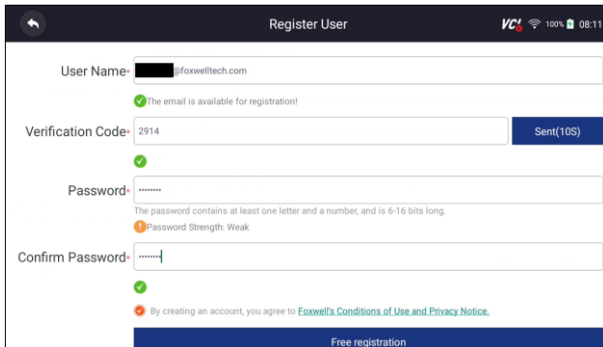 Register User
VCI 100% 08:11
User Name* @foxwelltech.com
The email is available for registration!
Verification Code* 2914 Sent(10S)
Password* ••••••••
The password contains at least one letter and a number, and is 6-16 bits long.
Password Strength: Weak
Confirm Password* ••••••••
By creating an account, you agree to Foxwell's Conditions of Use and Privacy Notice.
Free registration